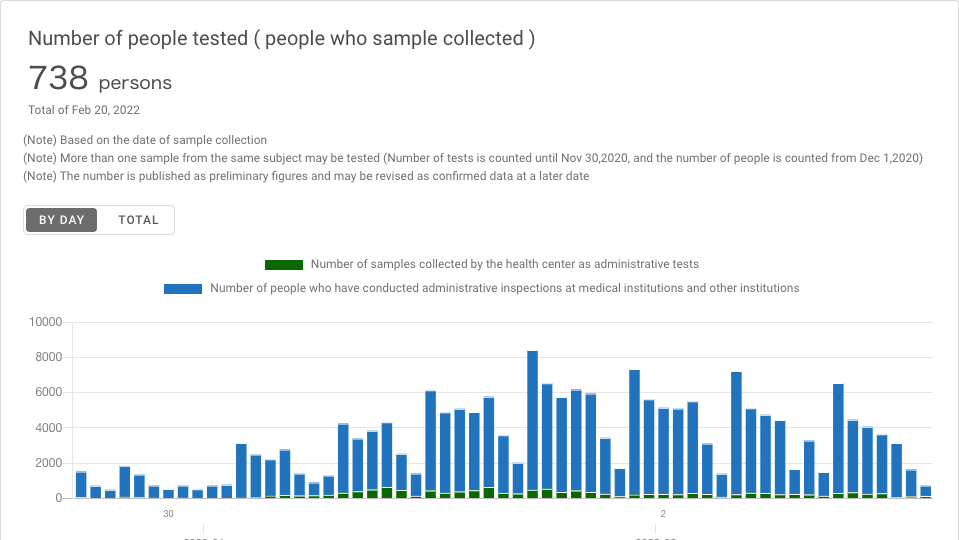 Number of people tested ( people who sample collected )
738 persons
Total of Feb 20, 2022
(Note) Based on the date of sample collection
(Note) More than one sample from the same subject may be tested (Number of tests is counted until Nov 30,2020, and the number of people is counted from Dec 1,2020)
(Note) The number is published as preliminary figures and may be revised as confirmed data at a later date
BY DAY TOTAL
Number of samples collected by the health center as administrative tests
Number of people who have conducted administrative inspections at medical institutions and other institutions
10000
8000
6000
4000
2000
0
30 2